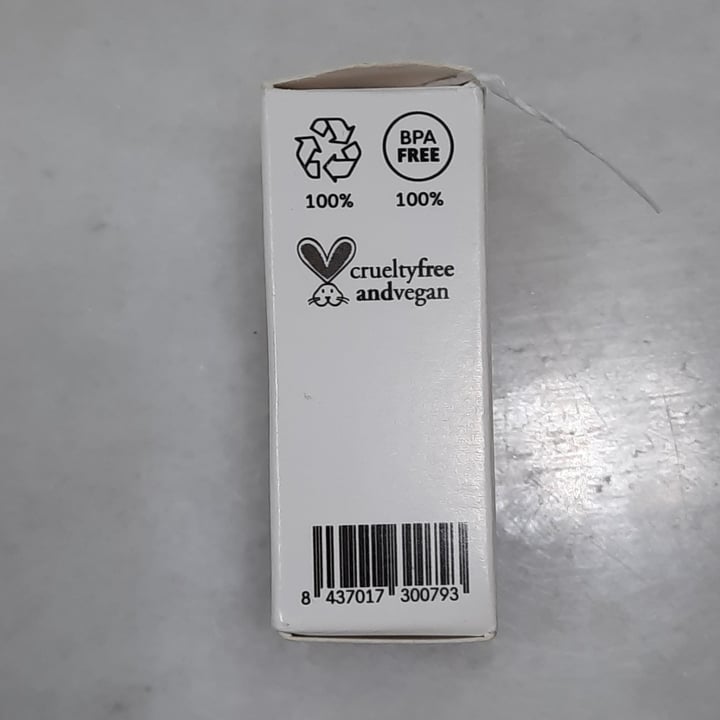 BPA
FREE
100% 100%
crueltyfree
andvegan
8 437017 300793